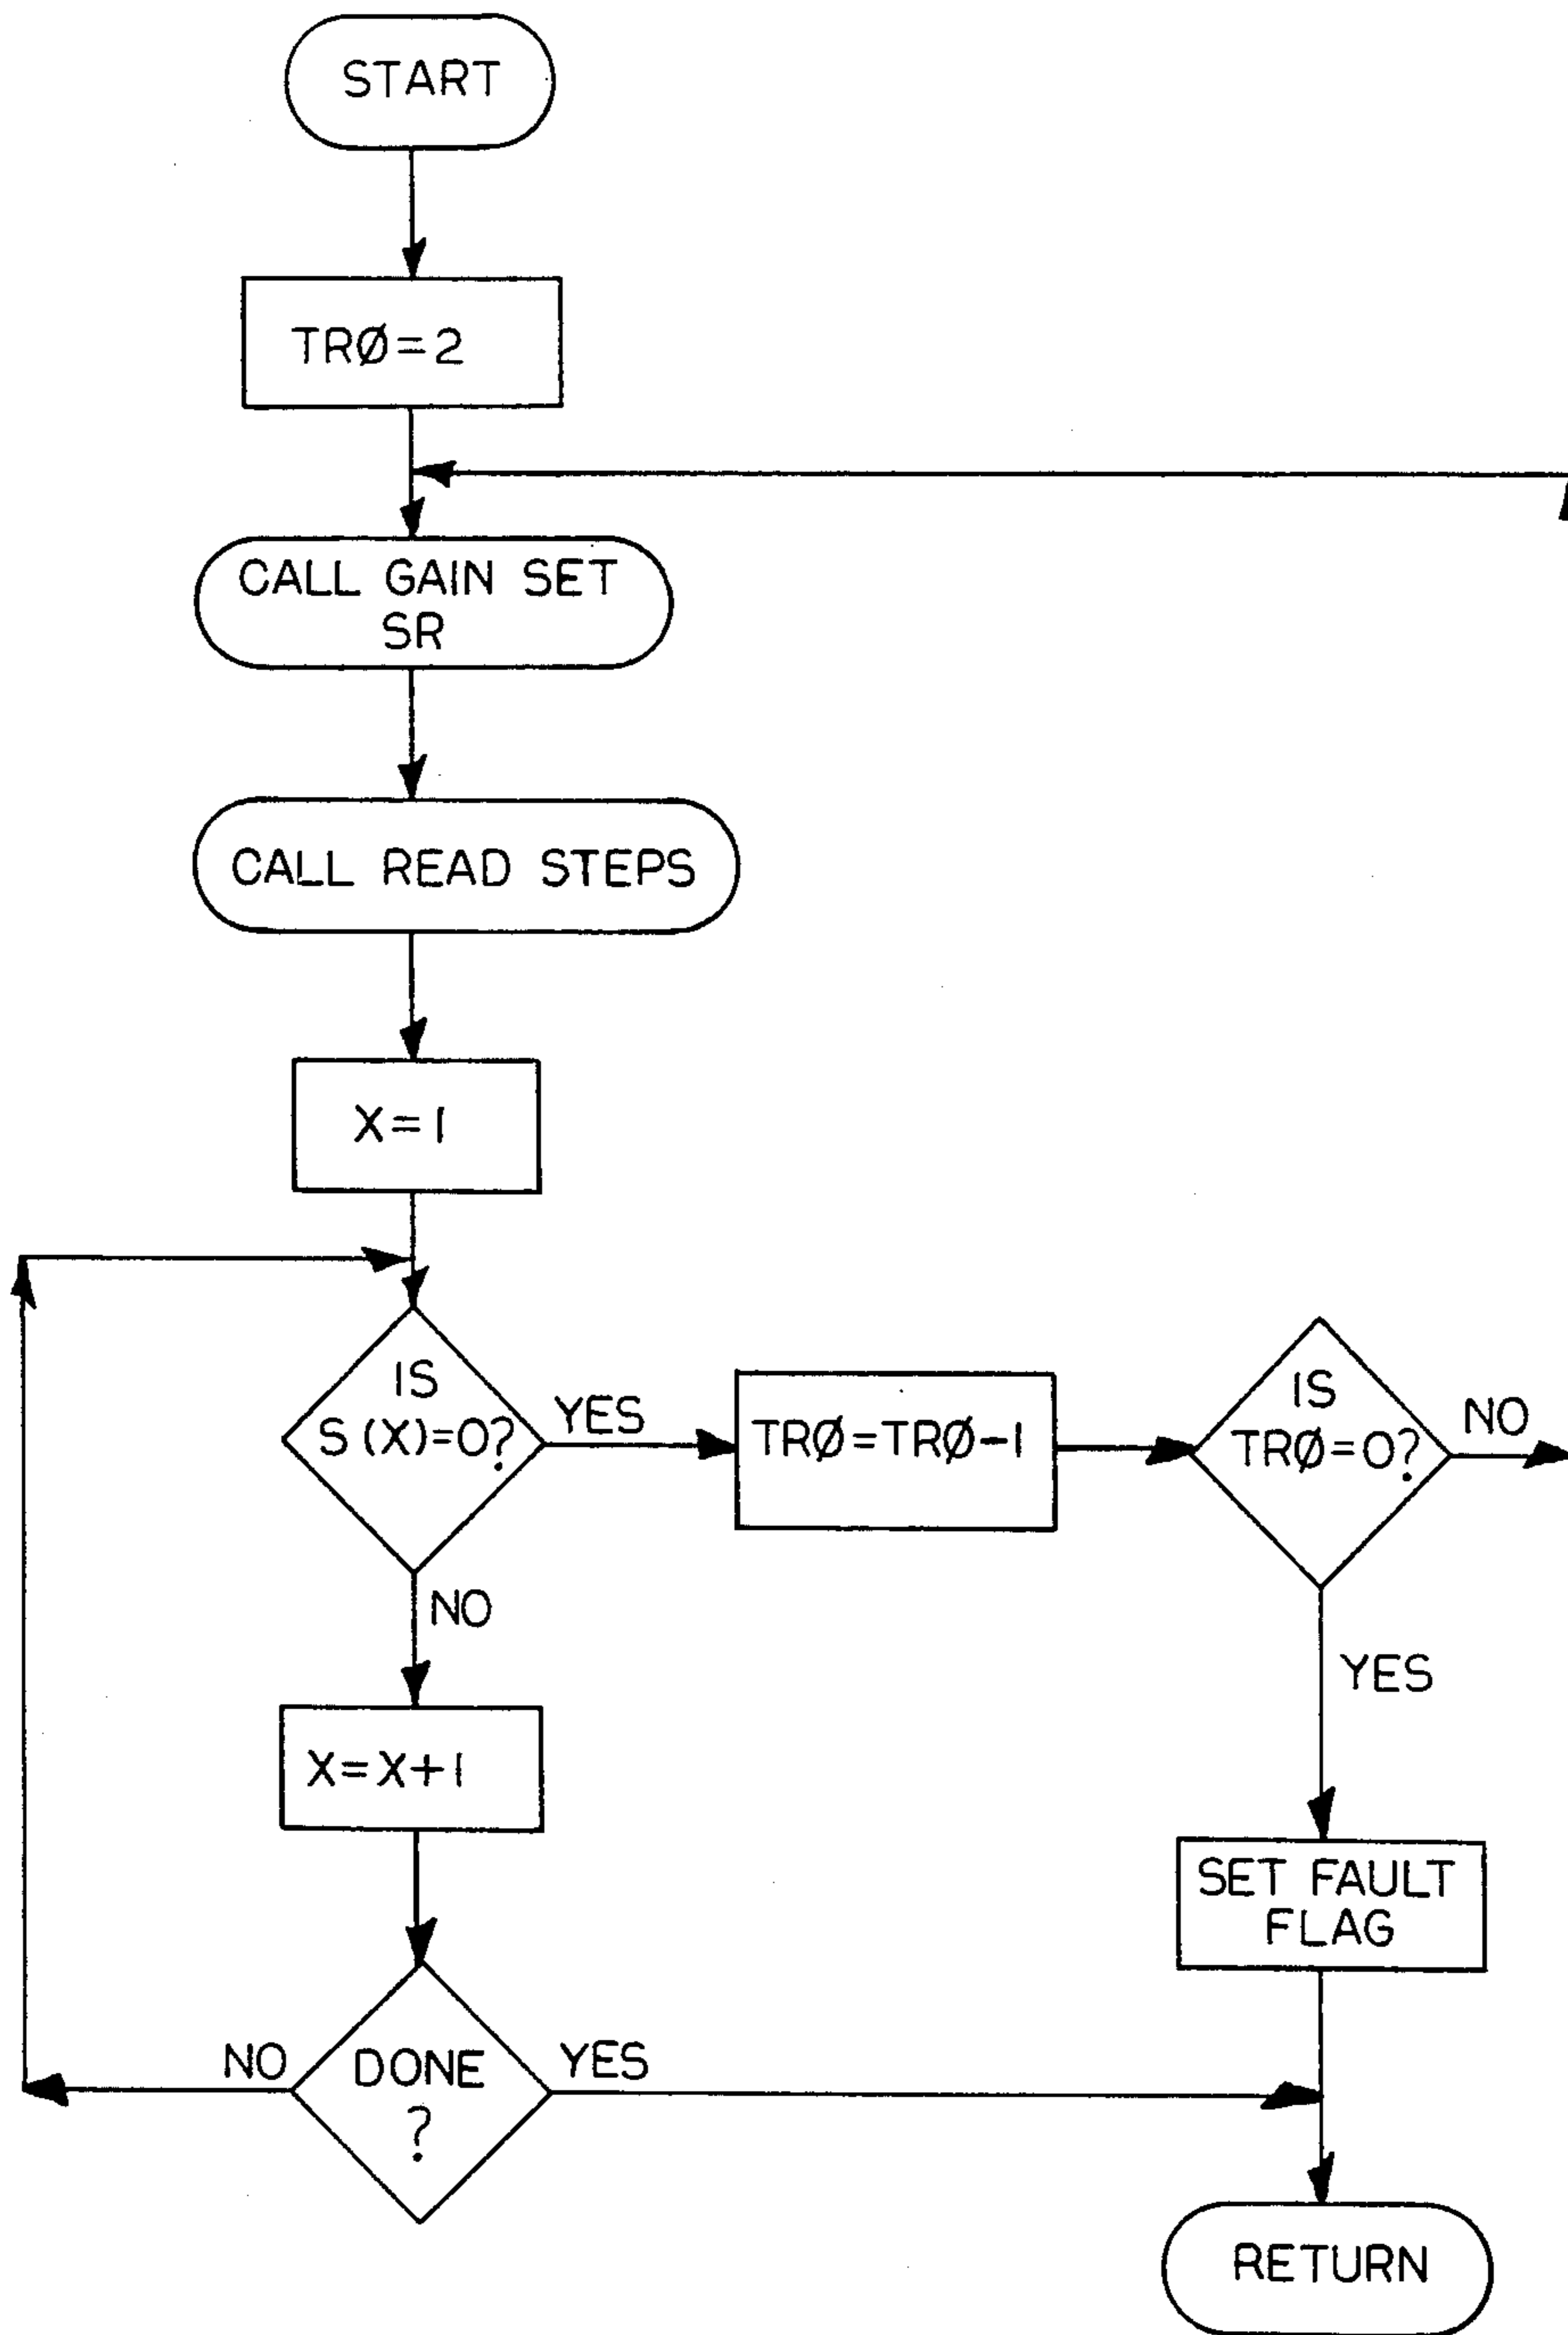 START
TRØ=2
CALL GAIN SET
SR
CALL READ STEPS
X=1
IS
S(X)=0?
YES
TRØ=TRØ-1
IS
TRØ=0?
NO
NO
YES
X=X+1
SET FAULT
FLAG
NO
DONE
?
YES
RETURN